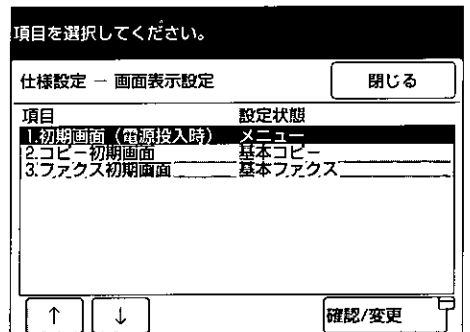 項目を選択してください。
仕様設定 － 画面表示設定 閉じる
項目 設定状態
1.初期画面（電源投入時） メニュー
2.コピー初期画面 基本コピー
3.ファクス初期画面 基本ファクス
↑ ↓ 確認/変更